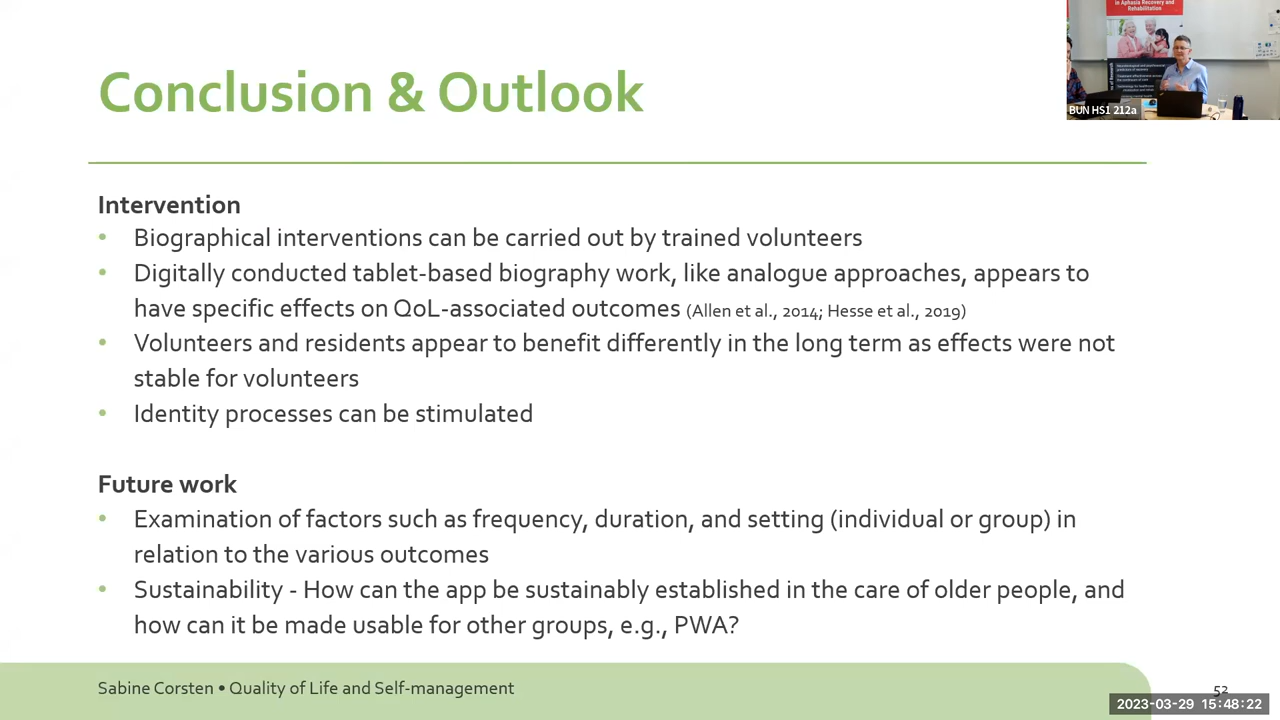 in Aphasia Recovery and
Rehabilitation
BUN HS1 212a
Conclusion & Outlook
Intervention
• Biographical interventions can be carried out by trained volunteers
• Digitally conducted tablet-based biography work, like analogue approaches, appears to
have specific effects on QoL-associated outcomes (Allen et al., 2014; Hesse et al., 2019)
• Volunteers and residents appear to benefit differently in the long term as effects were not
stable for volunteers
• Identity processes can be stimulated
Future work
• Examination of factors such as frequency, duration, and setting (individual or group) in
relation to the various outcomes
• Sustainability - How can the app be sustainably established in the care of older people, and
how can it be made usable for other groups, e.g., PWA?
Sabine Corsten • Quality of Life and Self-management
52
2023-03-29 15:48:22